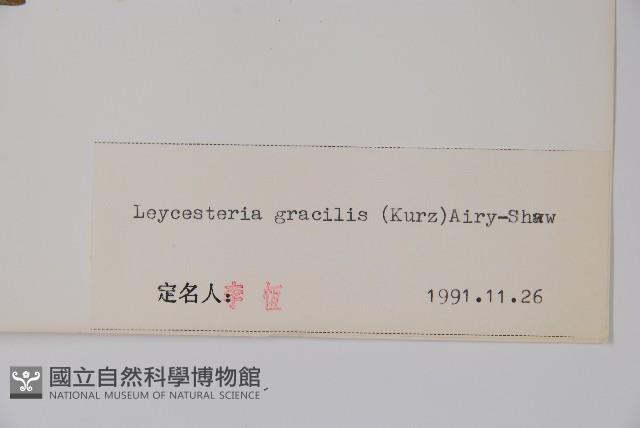 Leycesteria gracilis (Kurz)Airy-Shaw
定名人:李 恆 1991.11.26
國立自然科學博物館
NATIONAL MUSEUM OF NATURAL SCIENCE